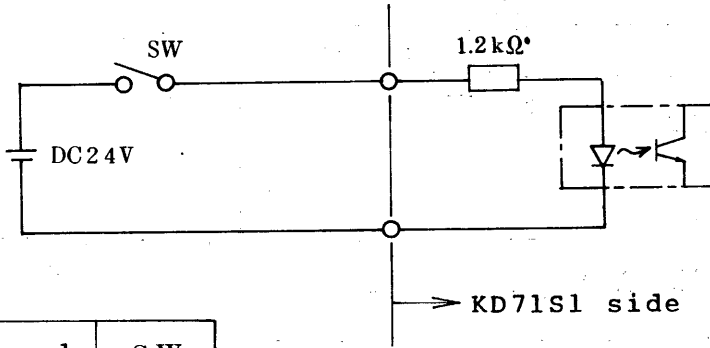 SW
1.2kΩ
DC24V
KD71S1 side
SW